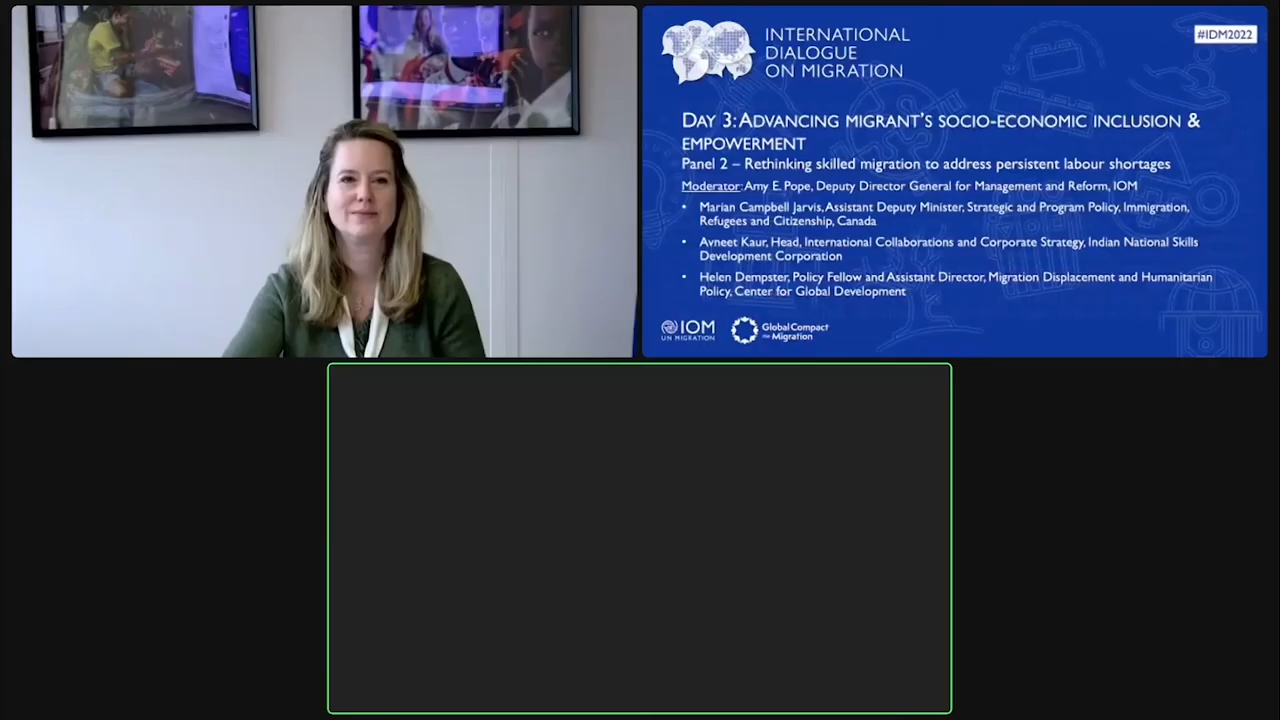 INTERNATIONAL
DIALOGUE
ON MIGRATION
#IDM2022
DAY 3: ADVANCING MIGRANT'S SOCIO-ECONOMIC INCLUSION &
EMPOWERMENT
Panel 2 – Rethinking skilled migration to address persistent labour shortages
Moderator: Amy E. Pope, Deputy Director General for Management and Reform, IOM
• Marian Campbell Jarvis, Assistant Deputy Minister, Strategic and Program Policy, Immigration,
Refugees and Citizenship, Canada
• Avneet Kaur, Head, International Collaborations and Corporate Strategy, Indian National Skills
Development Corporation
• Helen Dempster, Policy Fellow and Assistant Director, Migration Displacement and Humanitarian
Policy, Center for Global Development
IOM
UN MIGRATION
Global Compact
for Migration